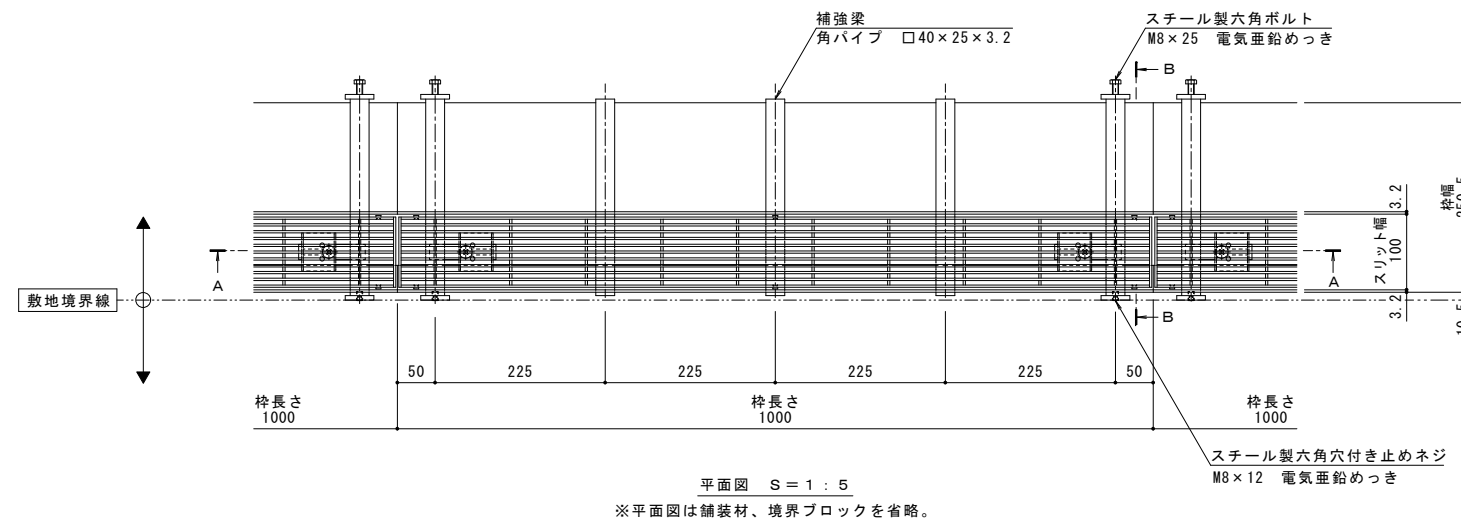 補強梁
角パイプ　□40×25×3.2
スチール製六角ボルト
M8×25　電気亜鉛めっき
B
A
A
B
敷地境界線
3.2
スリット幅
100
3.2
枠幅
50
225
225
225
225
50
枠長さ
1000
枠長さ
1000
枠長さ
1000
スチール製六角穴付き止めネジ
M8×12　電気亜鉛めっき
平面図　S＝1：5
※平面図は舗装材、境界ブロックを省略。